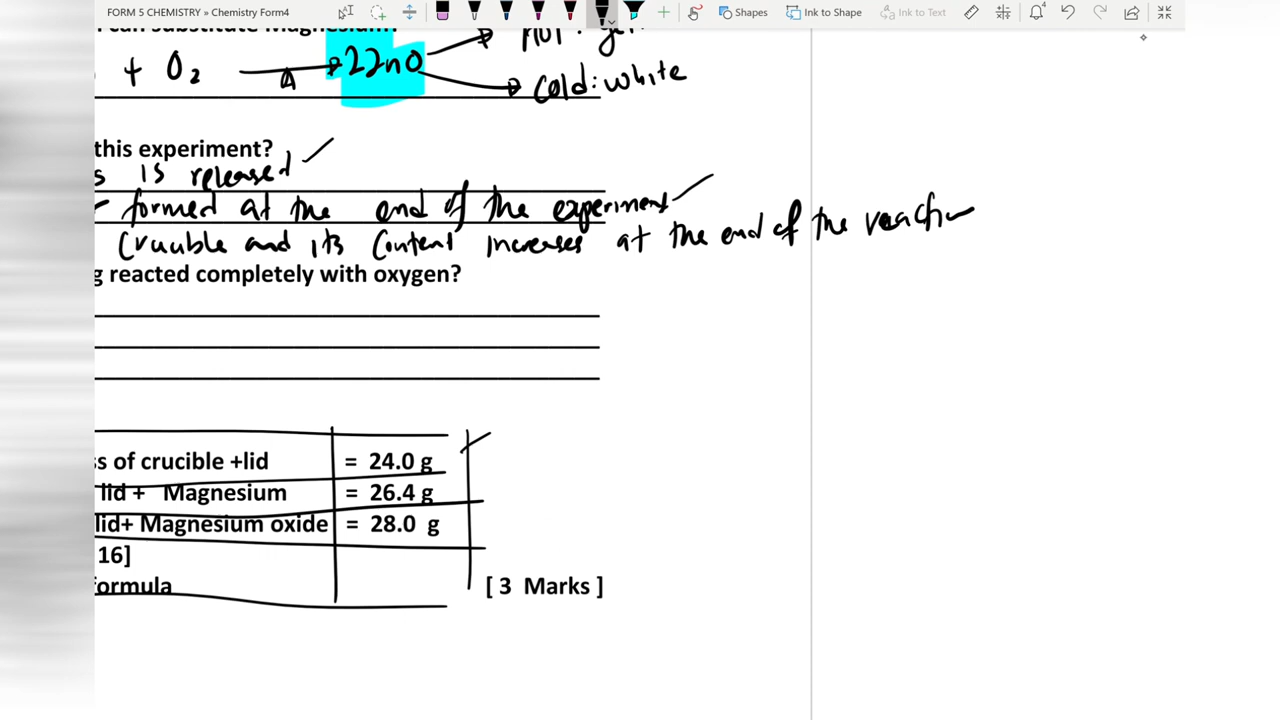 FORM 5 CHEMISTRY » Chemistry Form4 Shapes Ink to Shape Ink to Text
can substitute Magnesium?
+ O₂ → 2ZnO Hot :
Δ Cold: white
this experiment?
s is released
formed at the end of the experiment
Crucible and its Content increases at the end of the reaction
g reacted completely with oxygen?
s of crucible +lid = 24.0 g
lid + Magnesium = 26.4 g
lid+ Magnesium oxide = 28.0 g
16]
formula [ 3 Marks ]